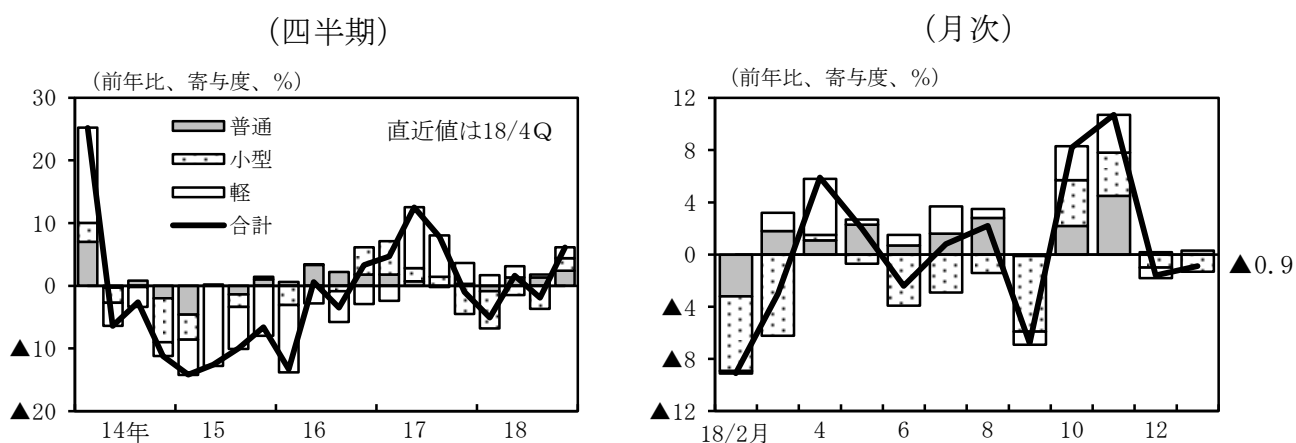 (四半期)
(前年比、寄与度、%)
30
20
10
0
▲10
▲20
普通
小型
軽
合計
直近値は18/4Q
14年 15 16 17 18
(月次)
(前年比、寄与度、%)
12
8
4
0
▲4
▲8
▲12
▲0.9
18/2月 4 6 8 10 12